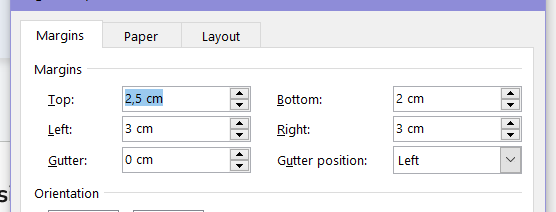 Margins Paper Layout
Margins
Top: 2,5 cm Bottom: 2 cm
Left: 3 cm Right: 3 cm
Gutter: 0 cm Gutter position: Left
Orientation